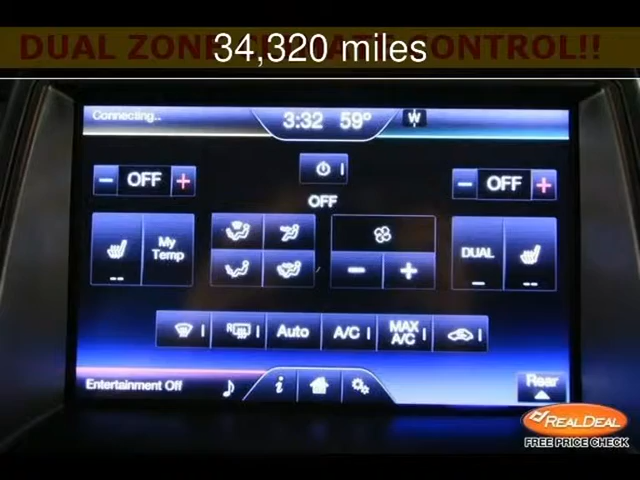 DUAL ZONE CLIMATE CONTROL!!
34,320 miles
Connecting..
3:32 59° W
OFF
OFF
OFF
My Temp
DUAL
--
--
R
Auto
A/C
MAX A/C
Entertainment Off
i
Rear
REALDEAL
FREE PRICE CHECK